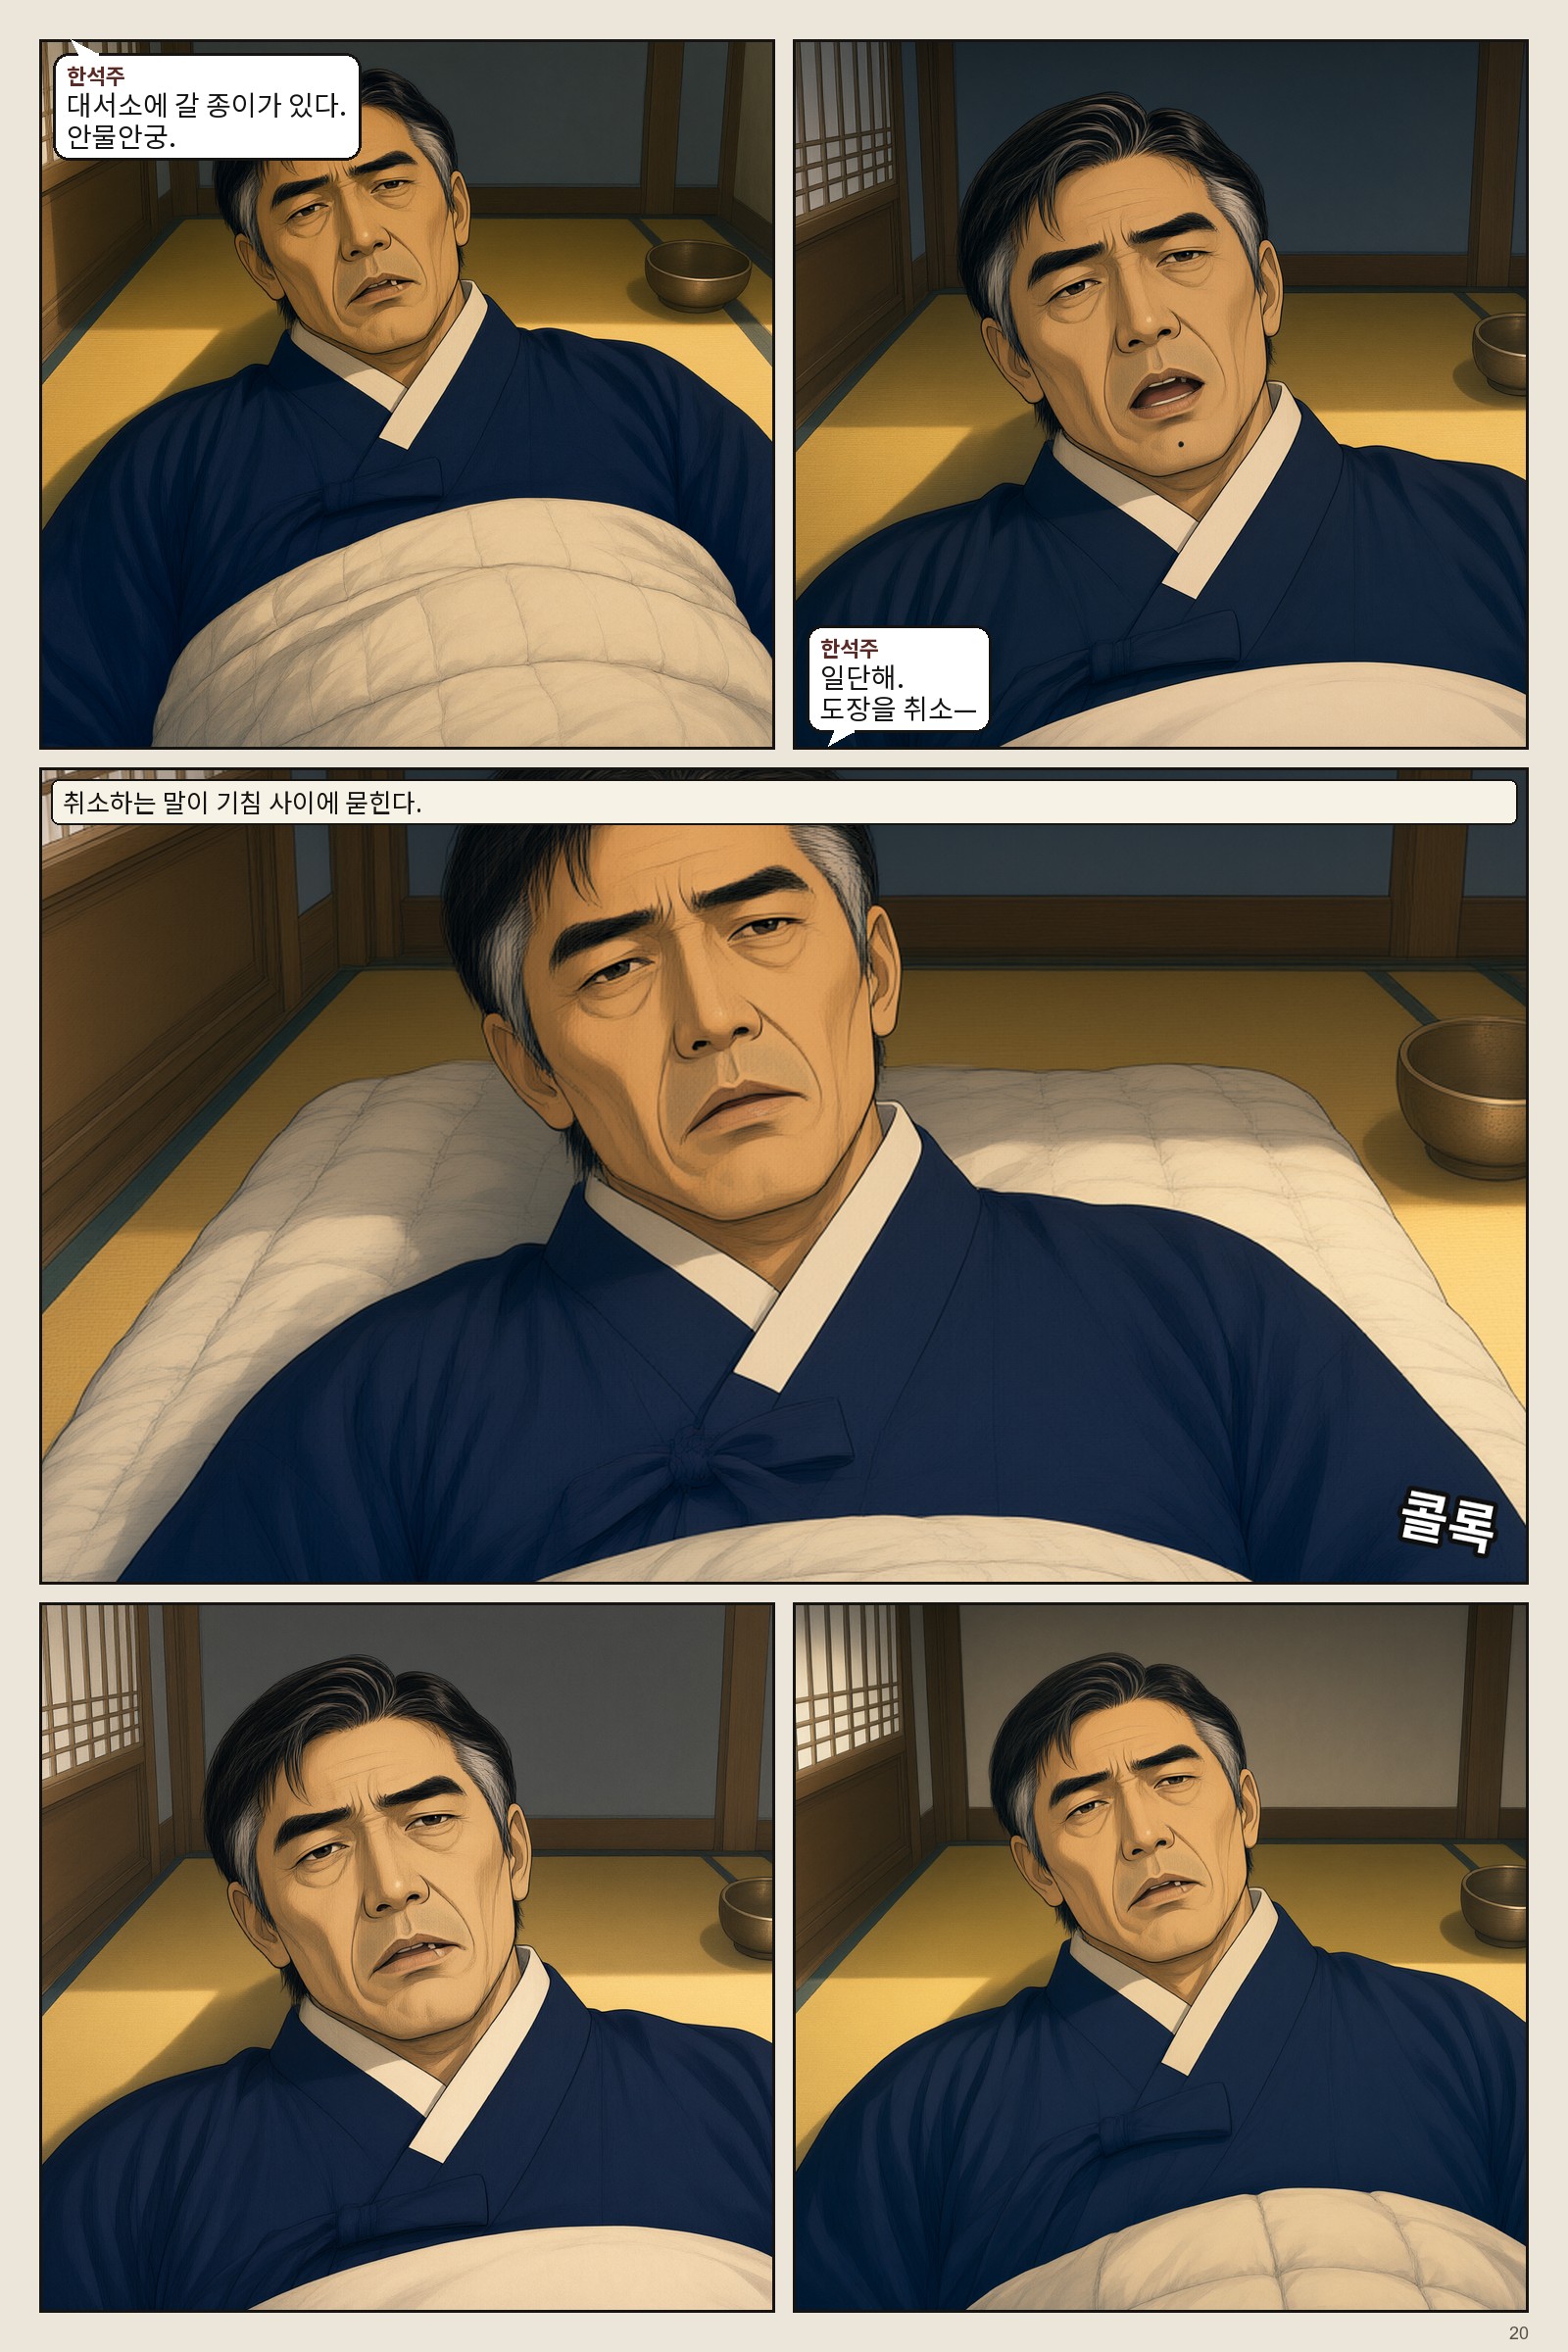 한석주
대서소에 갈 종이가 있다.
안물안궁.
한석주
일단해.
도장을 취소—
취소하는 말이 기침 사이에 묻힌다.
콜록
20